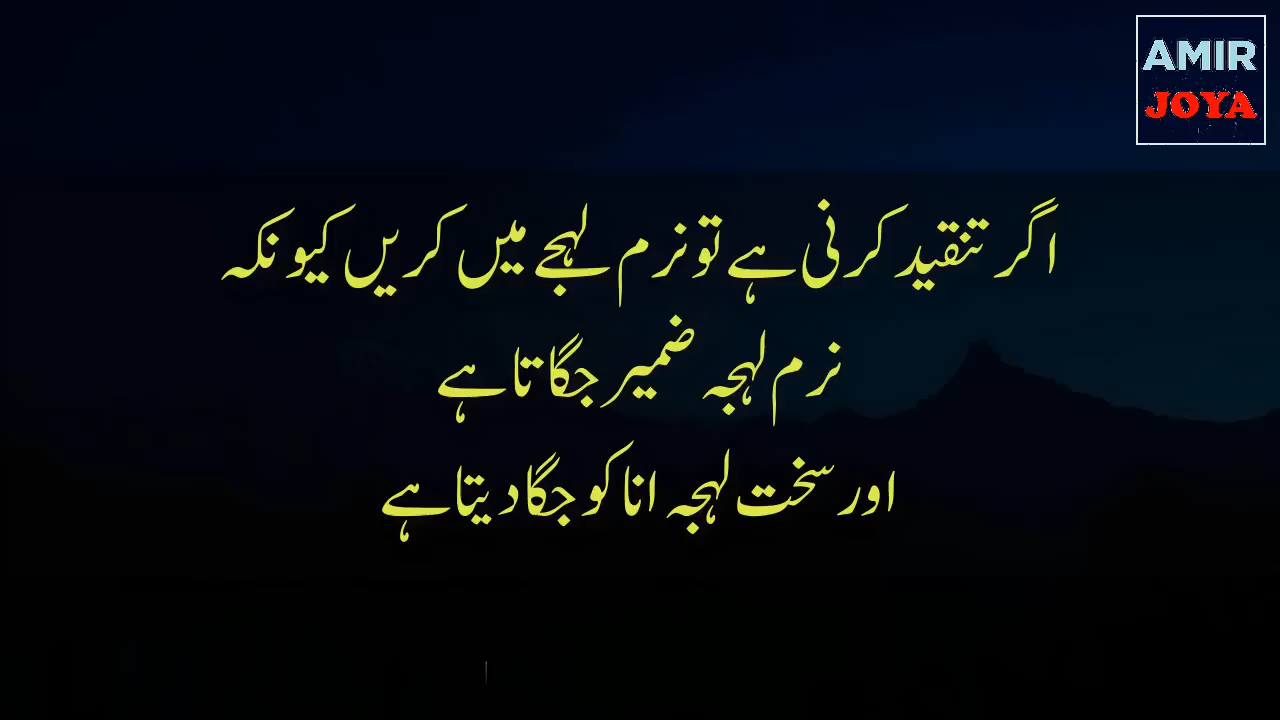 AMIR
JOYA
اگر تنقید کرنی ہے تو نرم لہجے میں کریں کیونکہ
نرم لہجہ ضمیر جگاتا ہے
اور سخت لہجہ انا کو جگا دیتا ہے